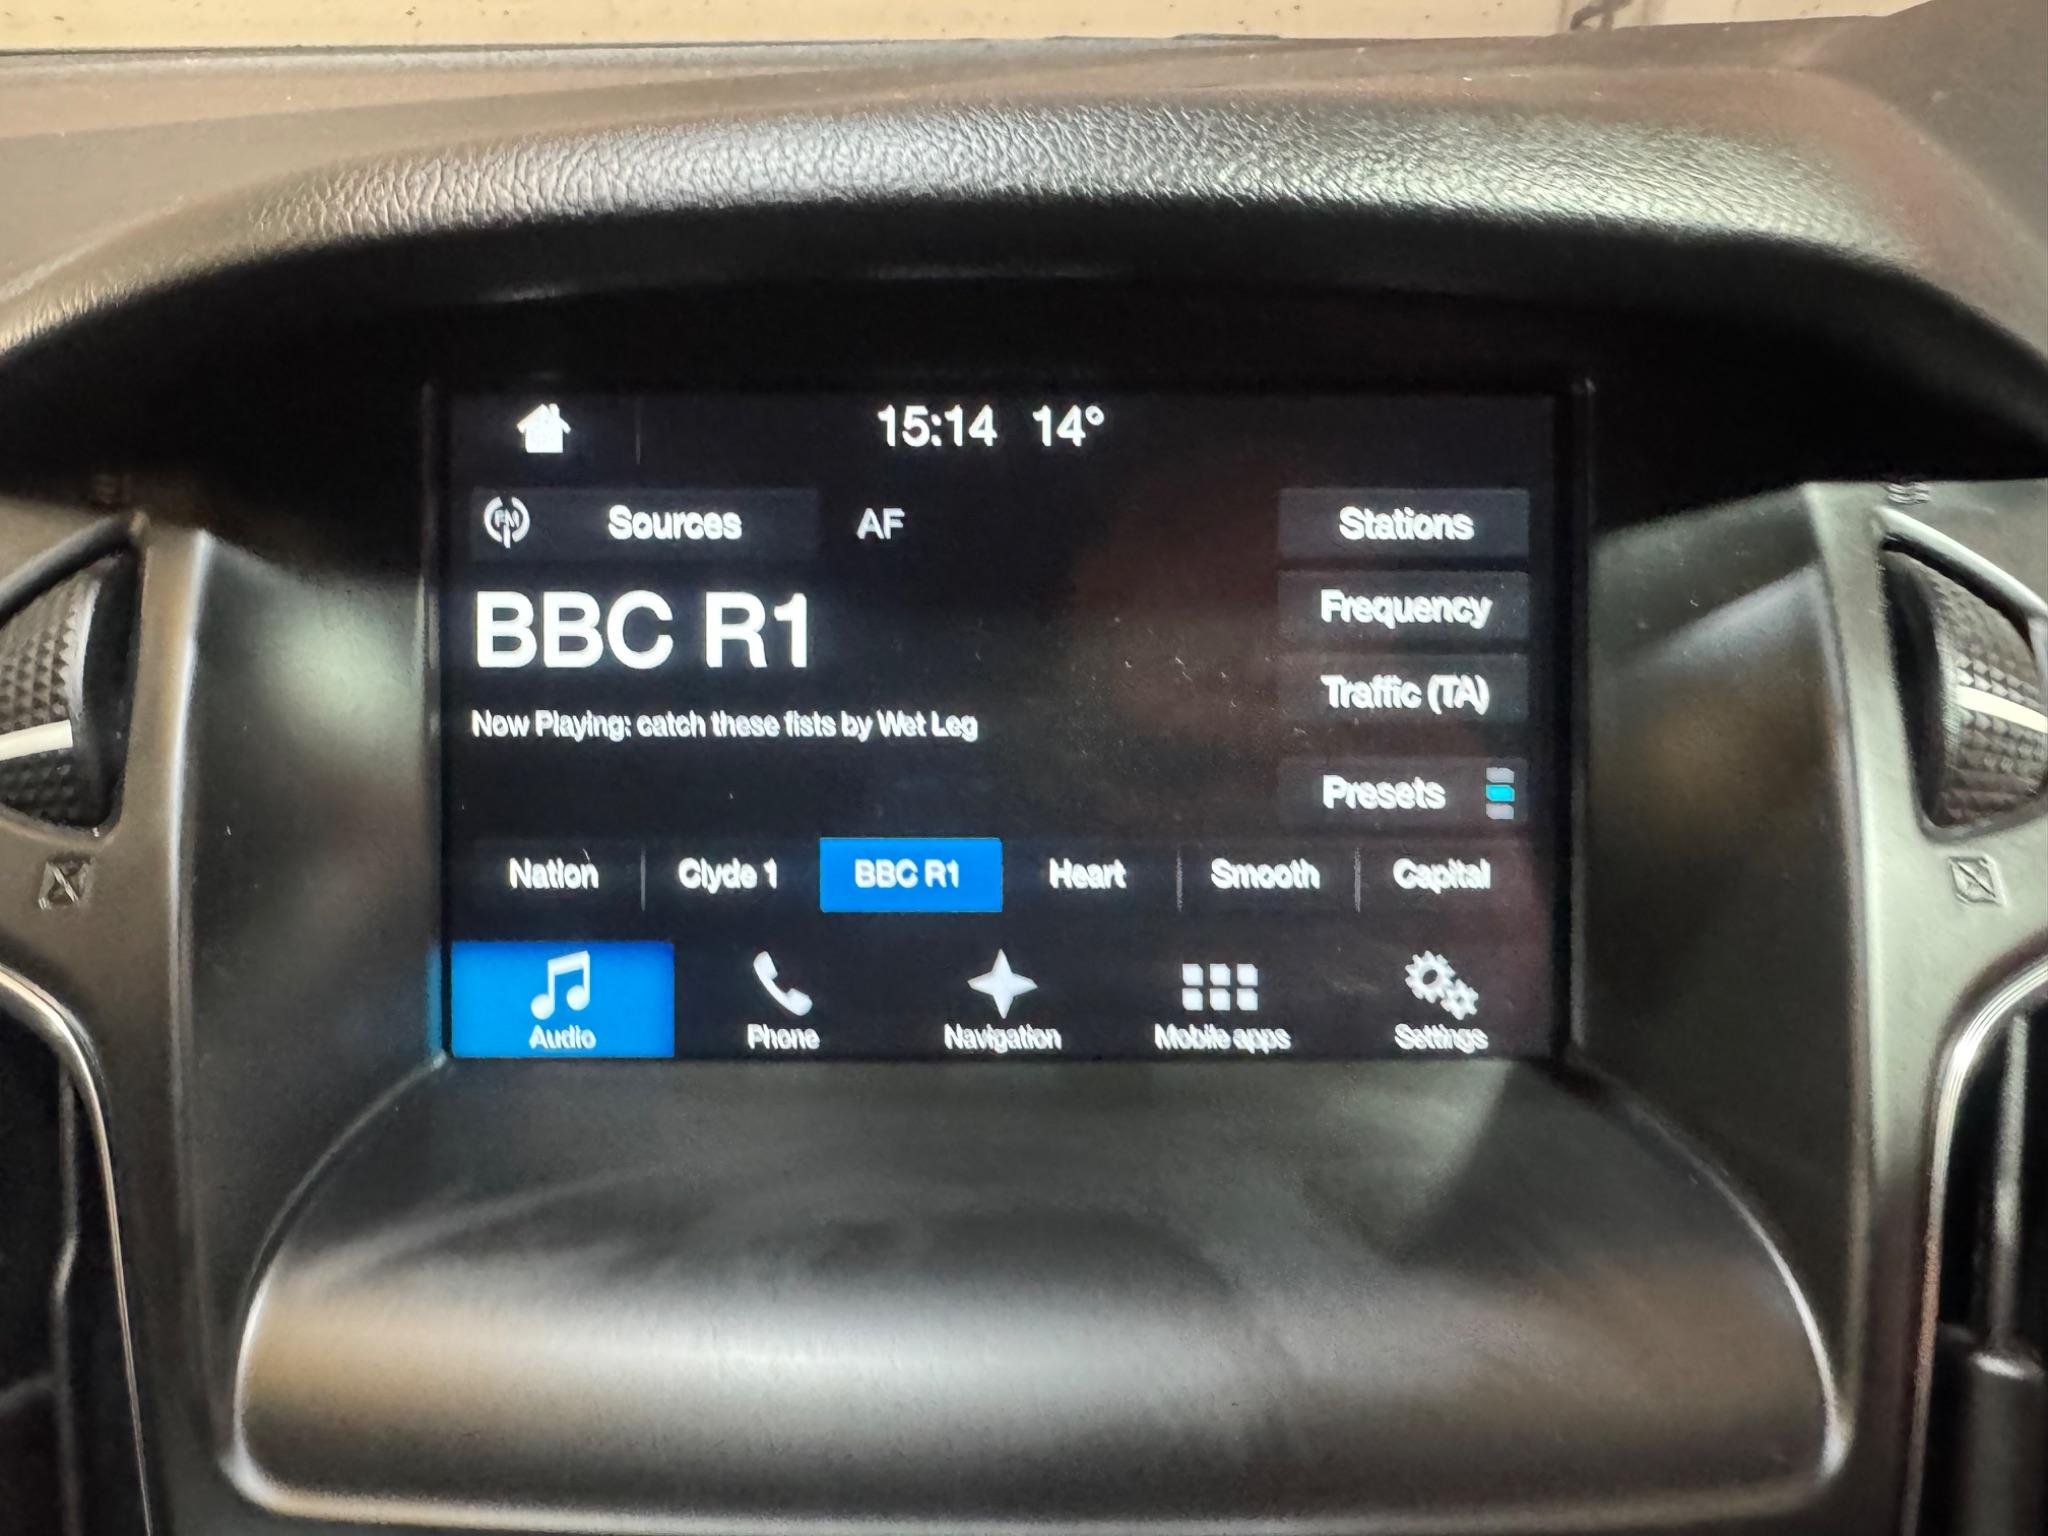 15:14 14°
FM Sources AF Stations
BBC R1
Frequency
Traffic (TA)
Now Playing: catch these fists by Wet Leg
Presets
Nation Clyde 1 BBC R1 Heart Smooth Capital
Audio Phone Navigation Mobile apps Settings